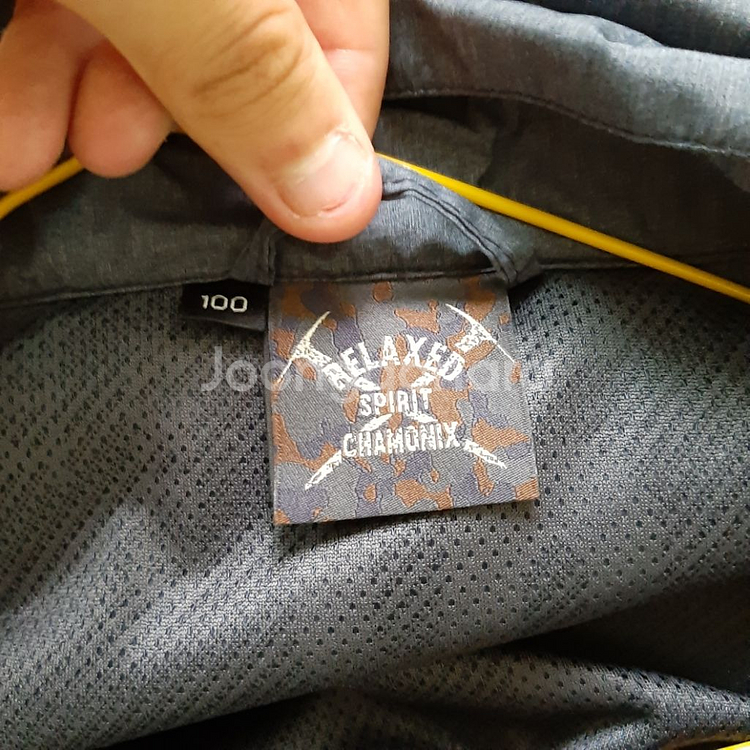 100
RELAXED
SPIRIT
CHAMONIX